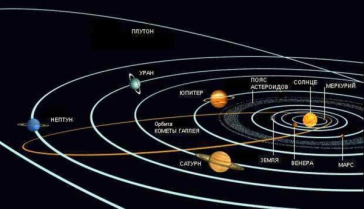 ПЛУТОН
УРАН
ЮПИТЕР
ПОЯС
АСТЕРОИДОВ
СОЛНЦЕ
МЕРКУРИЙ
НЕПТУН
Орбита
КОМЕТЫ ГАЛЛЕЯ
САТУРН
ЗЕМЛЯ
ВЕНЕРА
МАРС